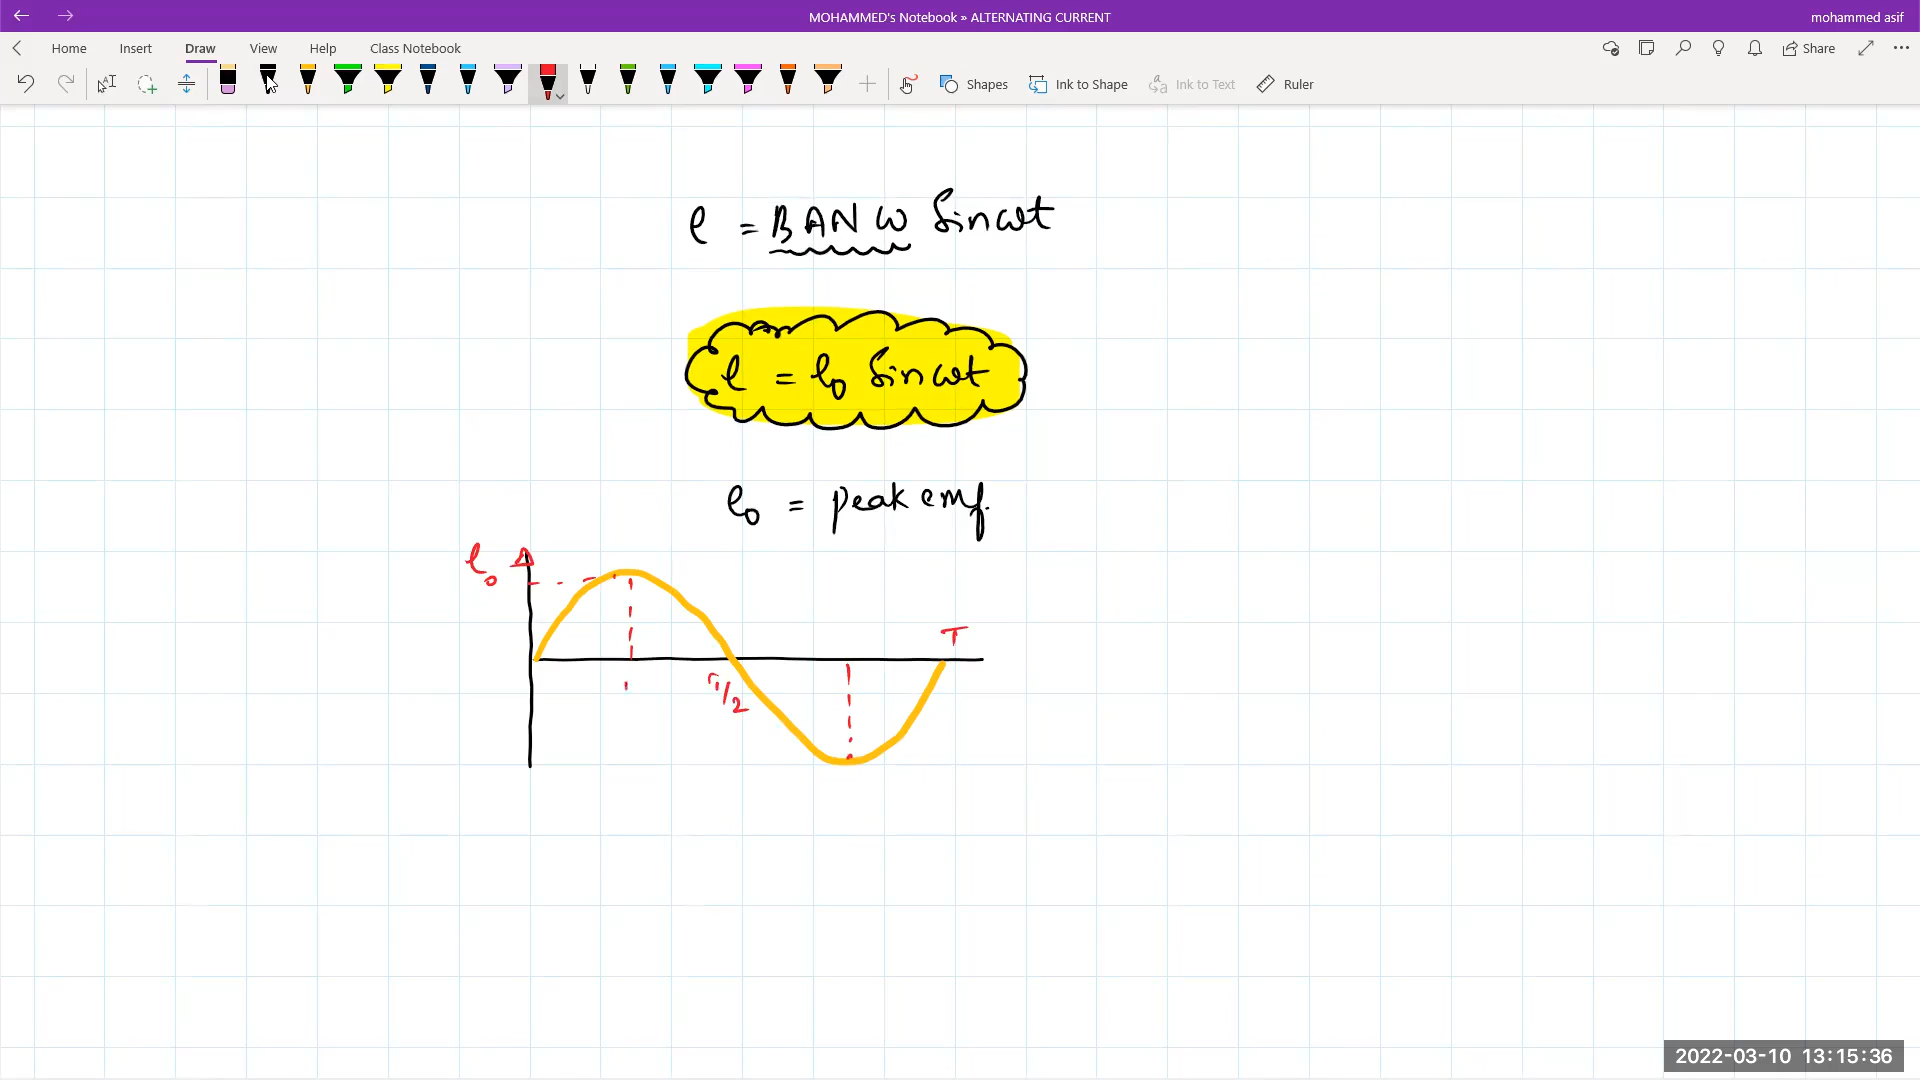 MOHAMMED's Notebook » ALTERNATING CURRENT
mohammed asif
Home Insert Draw View Help Class Notebook
Share
Shapes Ink to Shape Ink to Text Ruler
e = BANω Sinωt
e = e₀ Sinωt
e₀ = peak emf.
e₀
T
T/2
2022-03-10 13:15:36